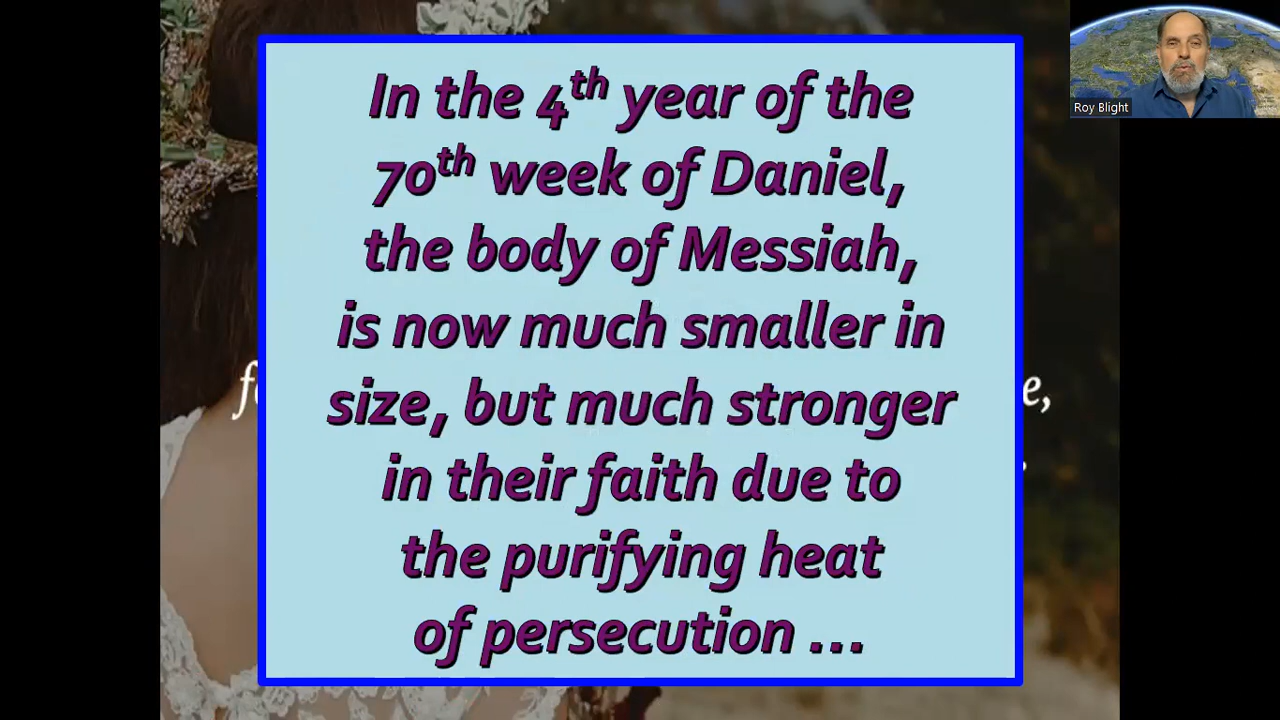 In the 4th year of the
70th week of Daniel,
the body of Messiah,
is now much smaller in
size, but much stronger
in their faith due to
the purifying heat
of persecution ...
Roy Blight